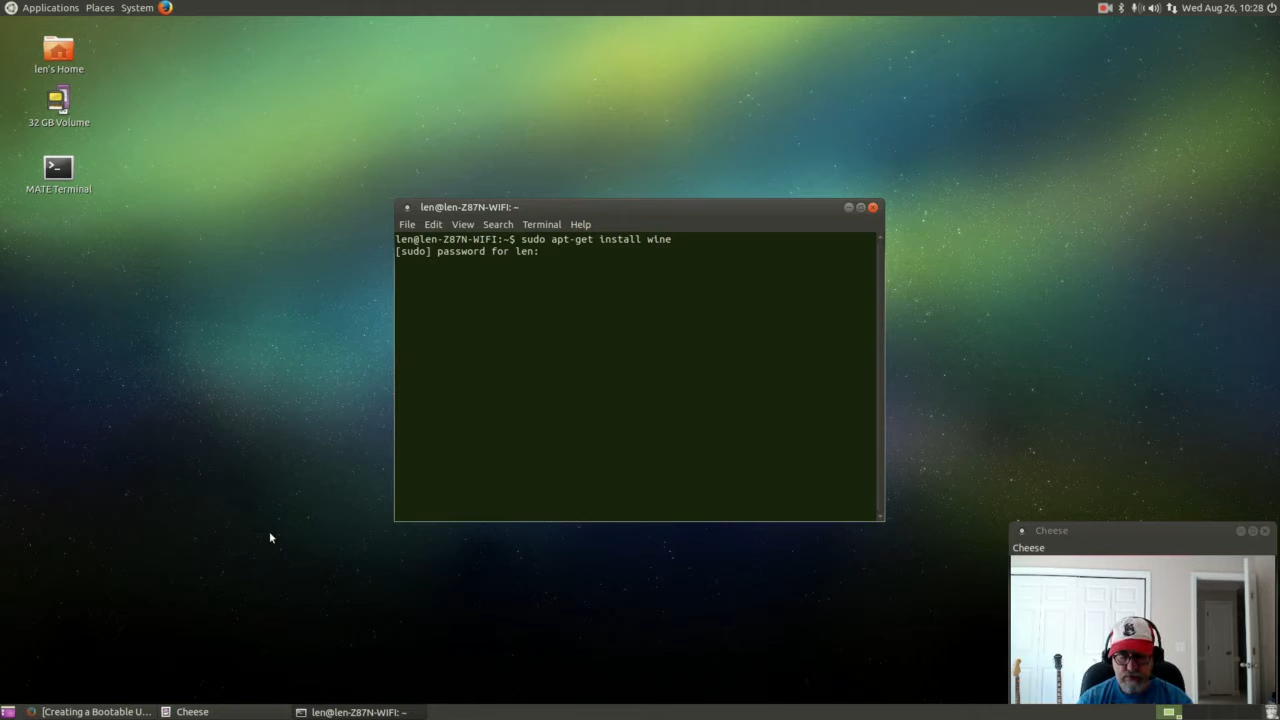 Applications Places System
Wed Aug 26, 10:28
len's Home
32 GB Volume
MATE Terminal
len@len-Z87N-WIFI: ~
File Edit View Search Terminal Help
len@len-Z87N-WIFI:~$ sudo apt-get install wine
[sudo] password for len:
Cheese
Cheese
[Creating a Bootable U...
Cheese
len@len-Z87N-WIFI: ~